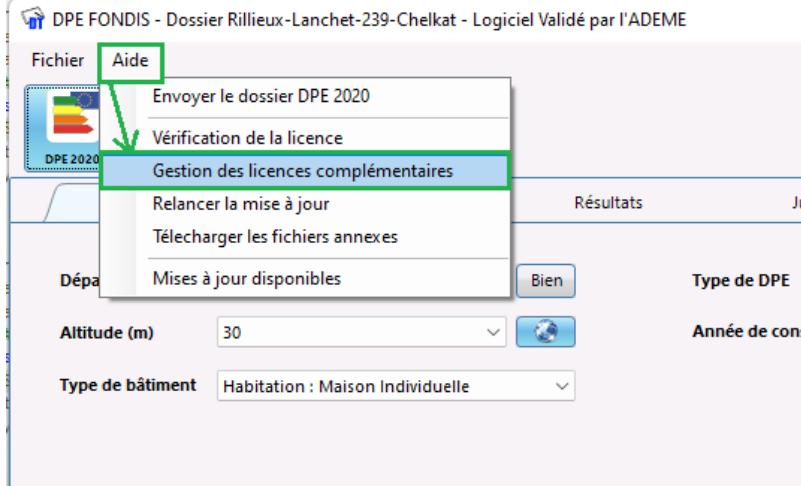 DPE FONDIS - Dossier Rillieux-Lanchet-239-Chelkat - Logiciel Validé par l'ADEME
Fichier Aide
DPE 2020
Envoyer le dossier DPE 2020
Vérification de la licence
Gestion des licences complémentaires
Relancer la mise à jour
Télecharger les fichiers annexes
Mises à jour disponibles
Résultats
Bien
Type de DPE
Altitude (m) 30
Type de bâtiment Habitation : Maison Individuelle